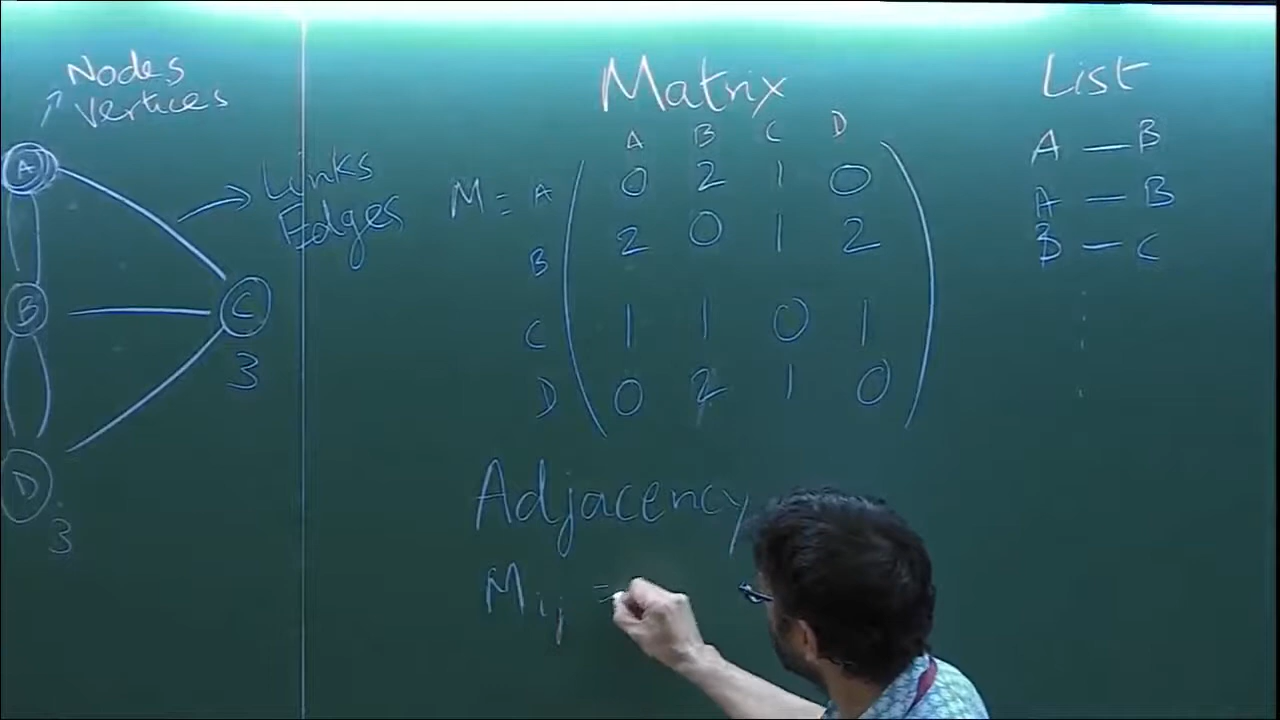 Nodes
Vertices
A
Links
Edges
B
C
3
D
3
Matrix
A B C D
M = A 0 2 1 0
B 2 0 1 2
C 1 1 0 1
D 0 2 1 0
Adjacency
Mij =
List
A — B
A — B
B — C